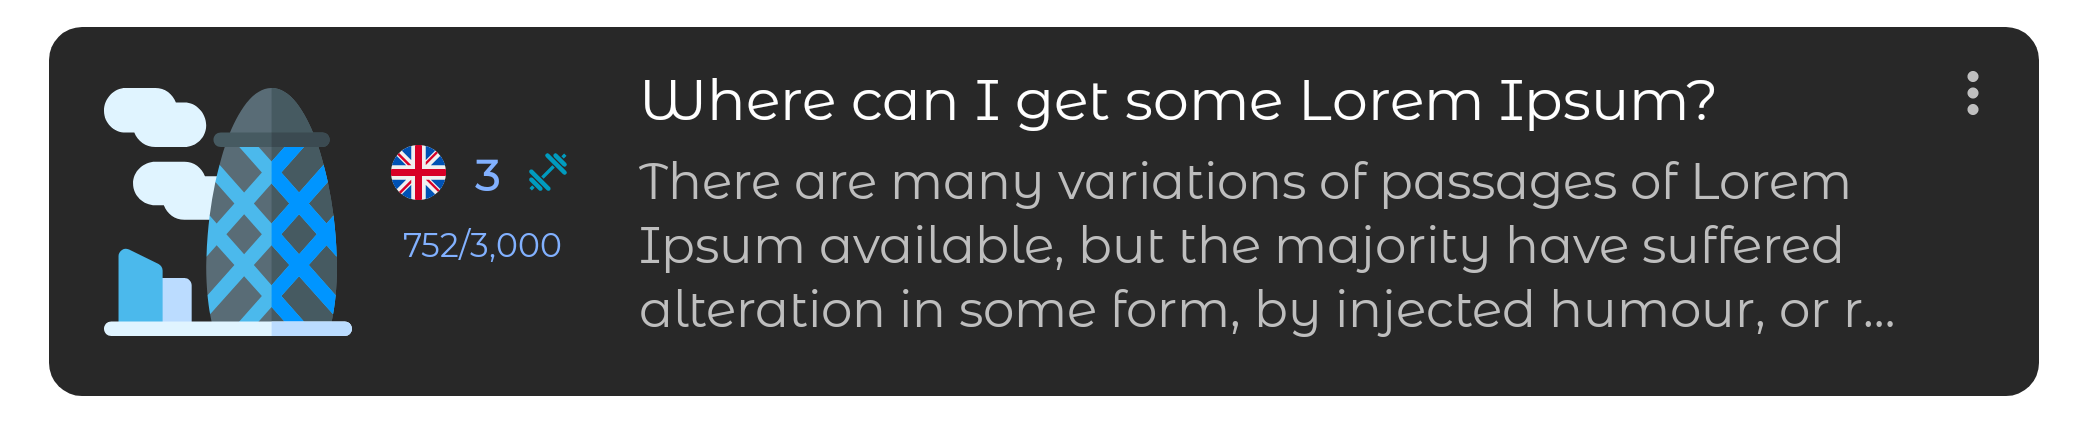 3
752/3,000
Where can I get some Lorem Ipsum?
There are many variations of passages of Lorem
Ipsum available, but the majority have suffered
alteration in some form, by injected humour, or r...